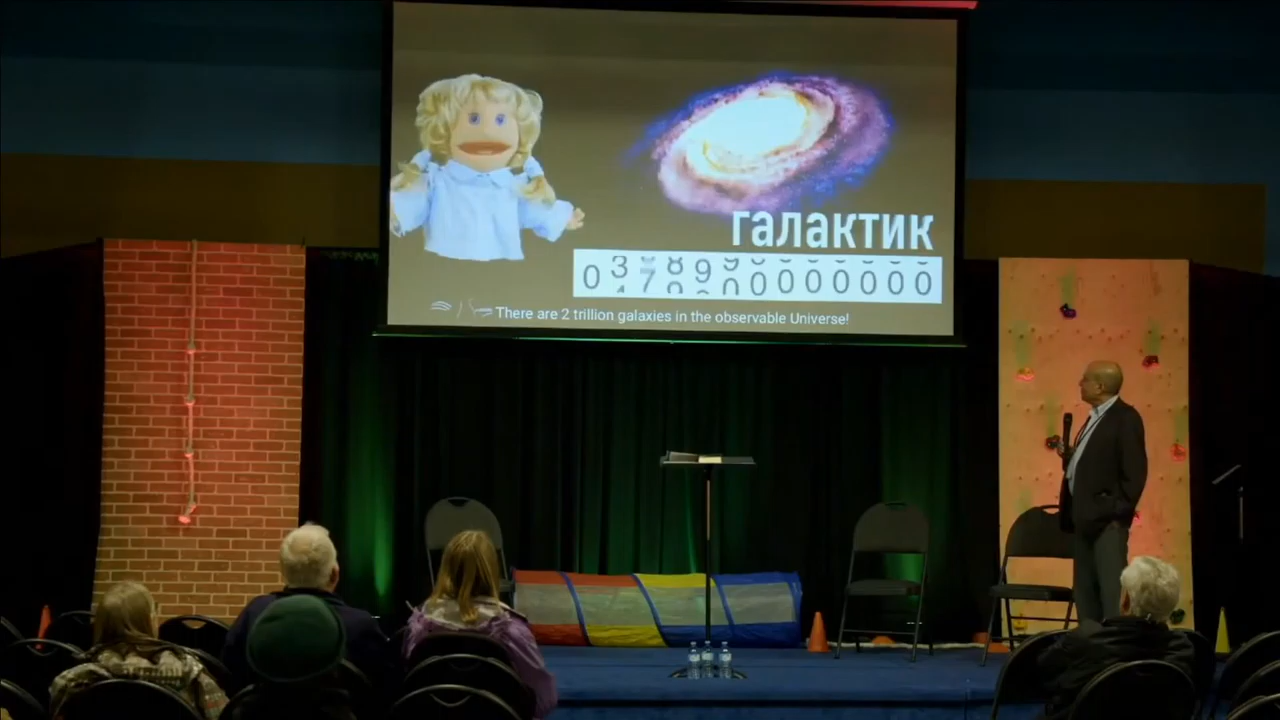 галактик
There are 2 trillion galaxies in the observable Universe!